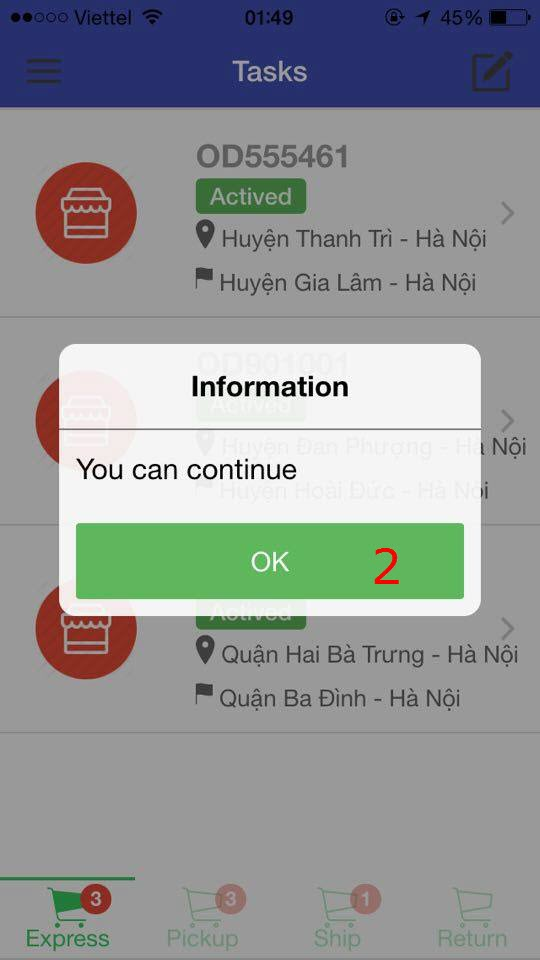 Viettel 01:49 45%
Tasks
OD555461
Actived
Huyện Thanh Trì - Hà Nội
Huyện Gia Lâm - Hà Nội
OD901001
Information
Actived
Huyện Đan Phượng - Hà Nội
You can continue
Huyện Hoài Đức - Hà Nội
OK 2
Actived
Quận Hai Bà Trưng - Hà Nội
Quận Ba Đình - Hà Nội
3 3 1
Express Pickup Ship Return